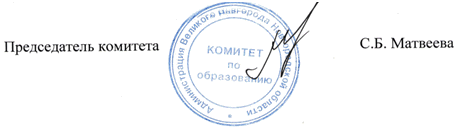 Председатель комитета
Администрация Великого Новгорода Новгородской области
КОМИТЕТ
по
образованию
С.Б. Матвеева